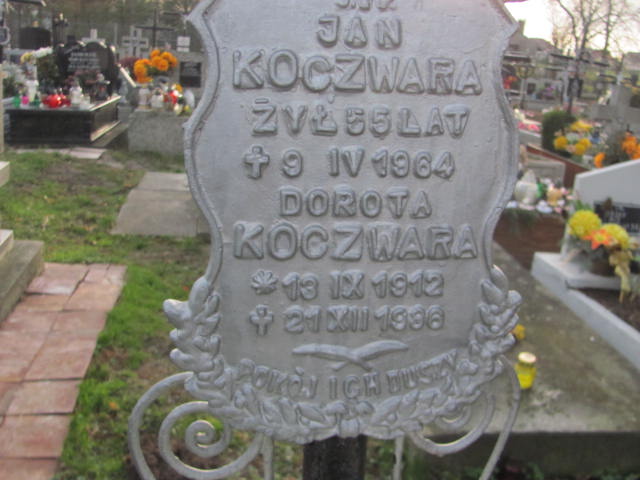 JAN
KOCZWARA
ŻYŁ 55 LAT
9 IV 1964
DOROTA
KOCZWARA
13 IX 1912
21 XII 1996
POKÓJ ICH DUSZY